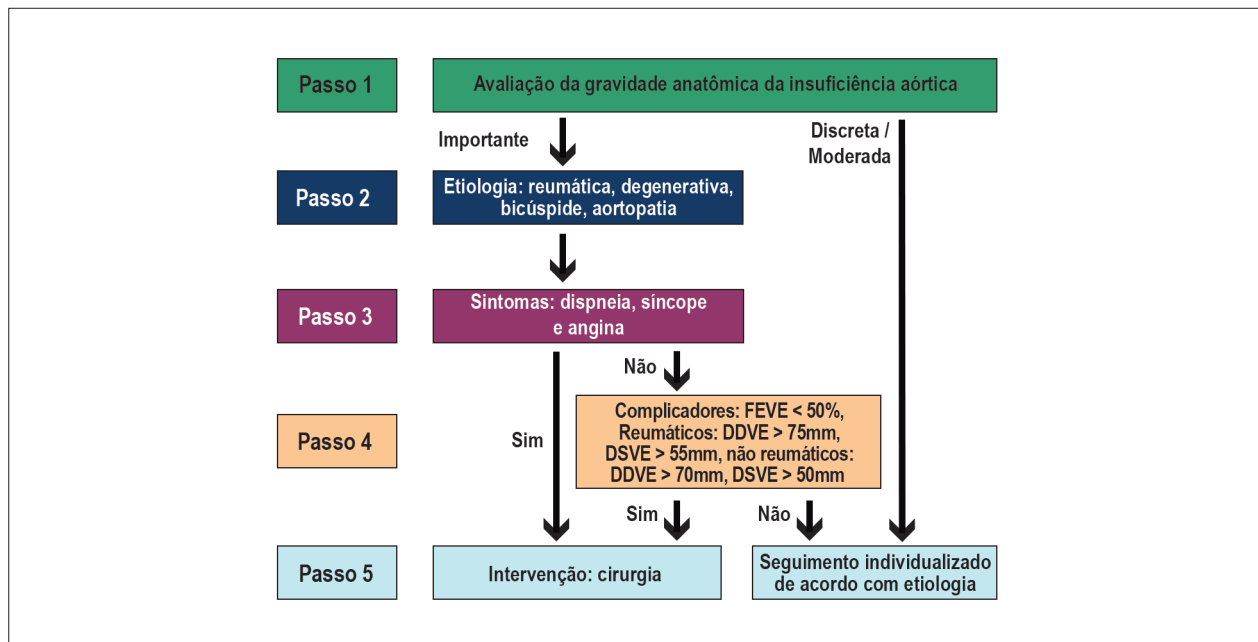 Passo 1
Avaliação da gravidade anatômica da insuficiência aórtica
Importante
Discreta /
Moderada
Passo 2
Etiologia: reumática, degenerativa,
bicúspide, aortopatia
Passo 3
Sintomas: dispneia, síncope
e angina
Não
Passo 4
Complicadores: FEVE < 50%,
Reumáticos: DDVE > 75mm,
DSVE > 55mm, não reumáticos:
DDVE > 70mm, DSVE > 50mm
Sim
Sim
Não
Passo 5
Intervenção: cirurgia
Seguimento individualizado
de acordo com etiologia